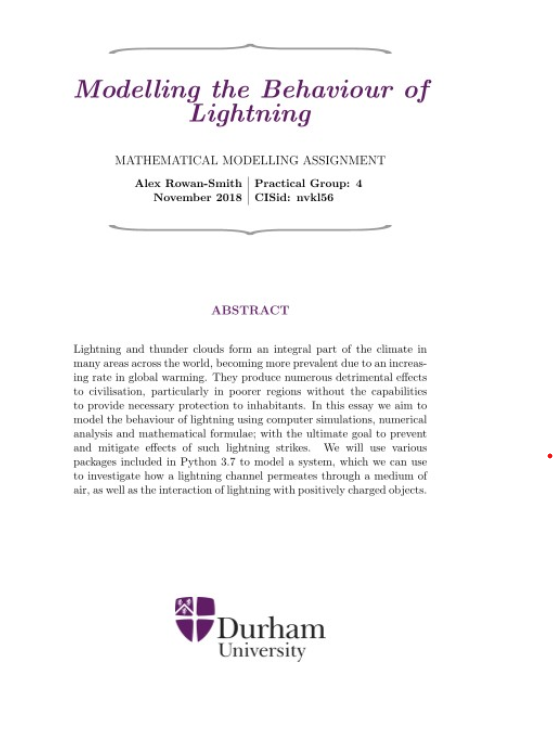 Modelling the Behaviour of
Lightning
MATHEMATICAL MODELLING ASSIGNMENT
Alex Rowan-Smith | Practical Group: 4
November 2018 | CISid: nvkl56
ABSTRACT
Lightning and thunder clouds form an integral part of the climate in
many areas across the world, becoming more prevalent due to an increas-
ing rate in global warming. They produce numerous detrimental effects
to civilisation, particularly in poorer regions without the capabilities
to provide necessary protection to inhabitants. In this essay we aim to
model the behaviour of lightning using computer simulations, numerical
analysis and mathematical formulae; with the ultimate goal to prevent
and mitigate effects of such lightning strikes. We will use various
packages included in Python 3.7 to model a system, which we can use
to investigate how a lightning channel permeates through a medium of
air, as well as the interaction of lightning with positively charged objects.
Durham
University